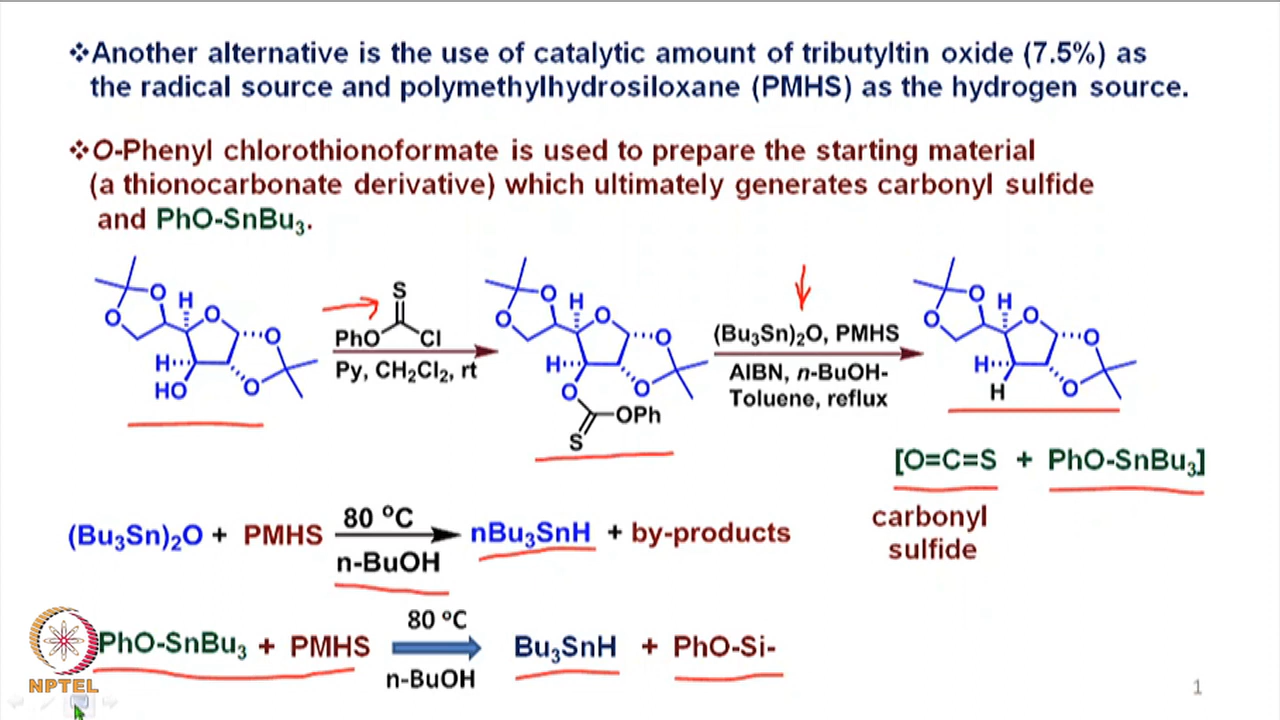 ❖Another alternative is the use of catalytic amount of tributyltin oxide (7.5%) as
the radical source and polymethylhydrosiloxane (PMHS) as the hydrogen source.
❖O-Phenyl chlorothionoformate is used to prepare the starting material
(a thionocarbonate derivative) which ultimately generates carbonyl sulfide
and PhO-SnBu₃.
O
O
H
O
O
O
H
HO
S
PhO
Cl
Py, CH₂Cl₂, rt
O
O
H
O
O
O
H
O
OPh
S
(Bu₃Sn)₂O, PMHS
AIBN, n-BuOH-
Toluene, reflux
O
O
H
O
O
O
H
H
[O=C=S + PhO-SnBu₃]
carbonyl
sulfide
(Bu₃Sn)₂O + PMHS
80 ⁰C
n-BuOH
nBu₃SnH + by-products
PhO-SnBu₃ + PMHS
80 ⁰C
n-BuOH
Bu₃SnH + PhO-Si-
NPTEL
1